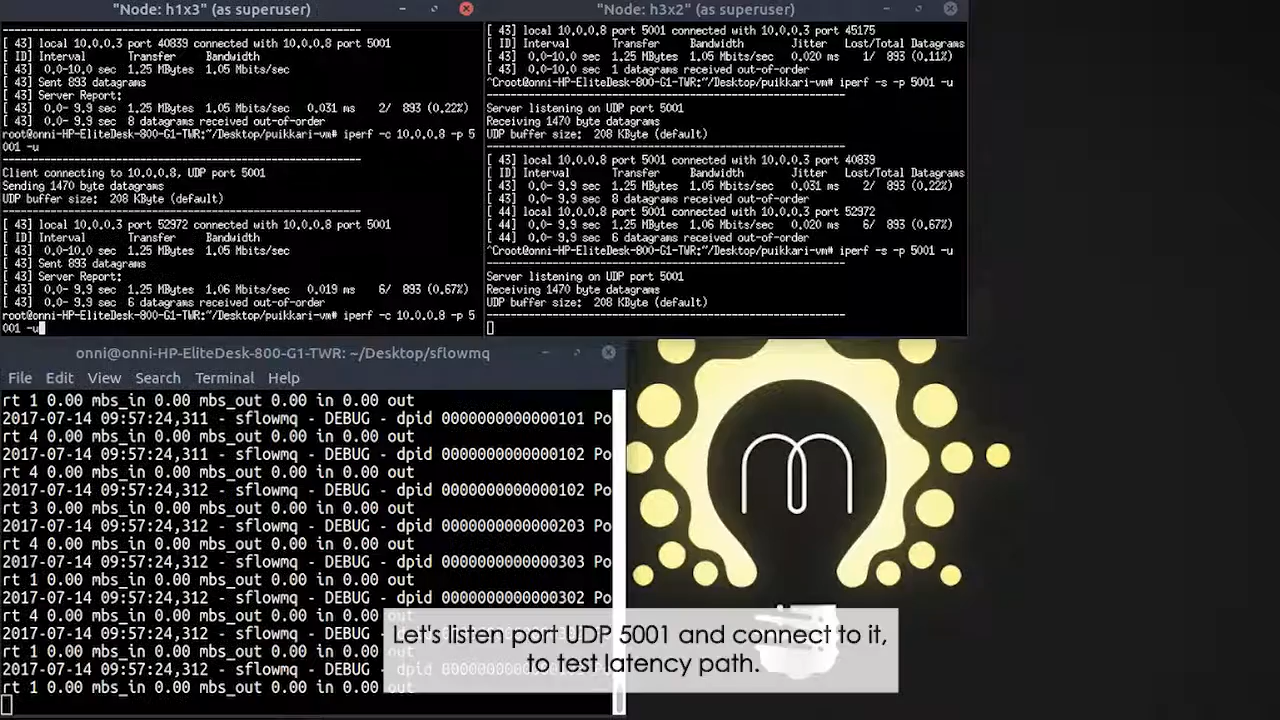 "Node: h1x3" (as superuser)
------------------------------------------------------------
[ 43] local 10.0.0.3 port 40839 connected with 10.0.0.8 port 5001
[ ID] Interval Transfer Bandwidth
[ 43] 0.0-10.0 sec 1.25 MBytes 1.05 Mbits/sec
[ 43] Sent 893 datagrams
[ 43] Server Report:
[ 43] 0.0- 9.9 sec 1.25 MBytes 1.05 Mbits/sec 0.031 ms 2/ 893 (0.22%)
[ 43] 0.0- 9.9 sec 8 datagrams received out-of-order
root@onni-HP-EliteDesk-800-G1-TWR:~/Desktop/puikkari-vm# iperf -c 10.0.0.8 -p 5
001 -u
------------------------------------------------------------
Client connecting to 10.0.0.8, UDP port 5001
Sending 1470 byte datagrams
UDP buffer size: 208 KByte (default)
------------------------------------------------------------
[ 43] local 10.0.0.3 port 52972 connected with 10.0.0.8 port 5001
[ ID] Interval Transfer Bandwidth
[ 43] 0.0-10.0 sec 1.25 MBytes 1.05 Mbits/sec
[ 43] Sent 893 datagrams
[ 43] Server Report:
[ 43] 0.0- 9.9 sec 1.25 MBytes 1.06 Mbits/sec 0.019 ms 6/ 893 (0.67%)
[ 43] 0.0- 9.9 sec 6 datagrams received out-of-order
root@onni-HP-EliteDesk-800-G1-TWR:~/Desktop/puikkari-vm# iperf -c 10.0.0.8 -p 5
001 -u
"Node: h3x2" (as superuser)
[ 43] local 10.0.0.8 port 5001 connected with 10.0.0.3 port 45175
[ ID] Interval Transfer Bandwidth Jitter Lost/Total Datagrams
[ 43] 0.0-10.0 sec 1.25 MBytes 1.05 Mbits/sec 0.020 ms 1/ 893 (0.11%)
[ 43] 0.0-10.0 sec 1 datagrams received out-of-order
^Croot@onni-HP-EliteDesk-800-G1-TWR:~/Desktop/puikkari-vm# iperf -s -p 5001 -u
------------------------------------------------------------
Server listening on UDP port 5001
Receiving 1470 byte datagrams
UDP buffer size: 208 KByte (default)
------------------------------------------------------------
[ 43] local 10.0.0.8 port 5001 connected with 10.0.0.3 port 40839
[ ID] Interval Transfer Bandwidth Jitter Lost/Total Datagrams
[ 43] 0.0- 9.9 sec 1.25 MBytes 1.05 Mbits/sec 0.031 ms 2/ 893 (0.22%)
[ 43] 0.0- 9.9 sec 8 datagrams received out-of-order
[ 44] local 10.0.0.8 port 5001 connected with 10.0.0.3 port 52972
[ 44] 0.0- 9.9 sec 1.25 MBytes 1.06 Mbits/sec 0.020 ms 6/ 893 (0.67%)
[ 44] 0.0- 9.9 sec 6 datagrams received out-of-order
^Croot@onni-HP-EliteDesk-800-G1-TWR:~/Desktop/puikkari-vm# iperf -s -p 5001 -u
------------------------------------------------------------
Server listening on UDP port 5001
Receiving 1470 byte datagrams
UDP buffer size: 208 KByte (default)
------------------------------------------------------------
onni@onni-HP-EliteDesk-800-G1-TWR: ~/Desktop/sflowmq
File Edit View Search Terminal Help
rt 1 0.00 mbs_in 0.00 mbs_out 0.00 in 0.00 out
2017-07-14 09:57:24,311 - sflowmq - DEBUG - dpid 0000000000000101 Po
rt 4 0.00 mbs_in 0.00 mbs_out 0.00 in 0.00 out
2017-07-14 09:57:24,311 - sflowmq - DEBUG - dpid 0000000000000102 Po
rt 4 0.00 mbs_in 0.00 mbs_out 0.00 in 0.00 out
2017-07-14 09:57:24,312 - sflowmq - DEBUG - dpid 0000000000000102 Po
rt 3 0.00 mbs_in 0.00 mbs_out 0.00 in 0.00 out
2017-07-14 09:57:24,312 - sflowmq - DEBUG - dpid 0000000000000203 Po
rt 4 0.00 mbs_in 0.00 mbs_out 0.00 in 0.00 out
2017-07-14 09:57:24,312 - sflowmq - DEBUG - dpid 0000000000000303 Po
rt 1 0.00 mbs_in 0.00 mbs_out 0.00 in 0.00 out
2017-07-14 09:57:24,312 - sflowmq - DEBUG - dpid 0000000000000302 Po
rt 4 0.00 mbs_in 0.00 mbs_out 0.00 in 0.00 out
2017-07-14 09:57:24,312 - sflowmq -
rt 1 0.00 mbs_in 0.00 mbs_out 0.00 in 0.00 out
2017-07-14 09:57:24,312 - sflowmq -
rt 1 0.00 mbs_in 0.00 mbs_out 0.00 in 0.00 out
Let's listen port UDP 5001 and connect to it,
to test latency path.